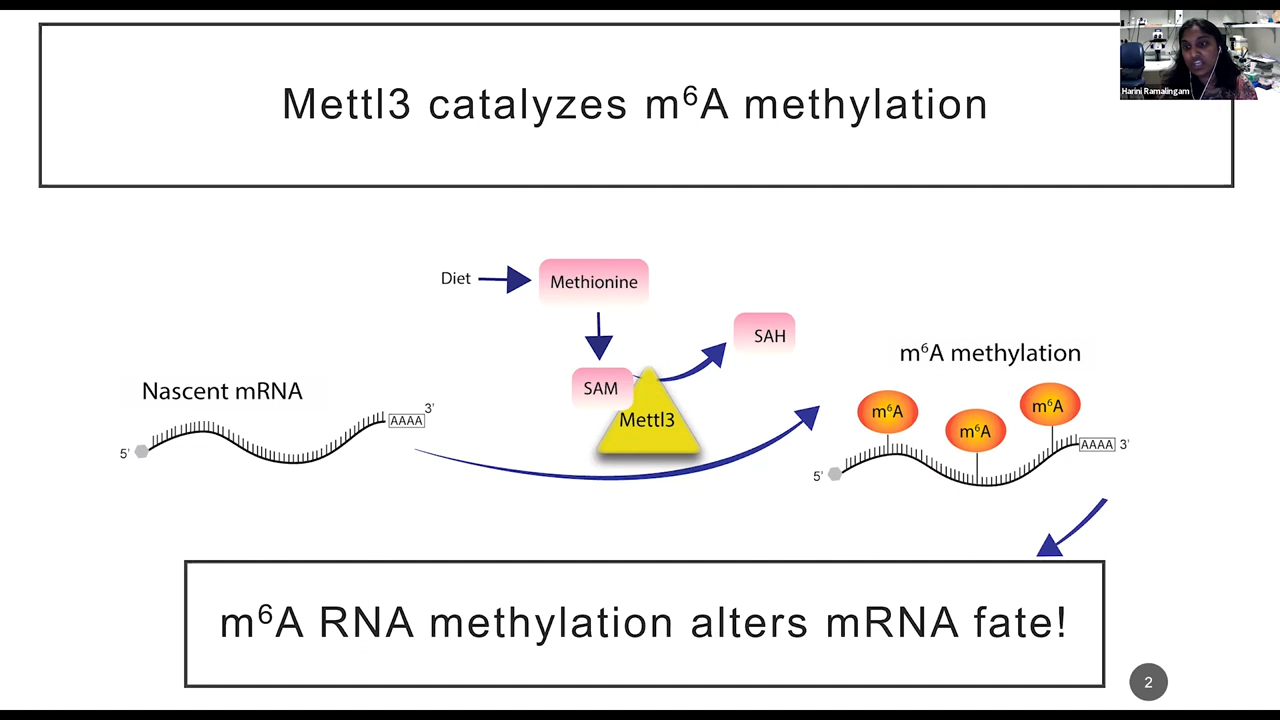 Harini Ramalingam
Mettl3 catalyzes m⁶A methylation
Diet
Methionine
SAH
SAM
Mettl3
Nascent mRNA
5'
AAAA
3'
m⁶A methylation
m⁶A
m⁶A
m⁶A
5'
AAAA
3'
m⁶A RNA methylation alters mRNA fate!
2